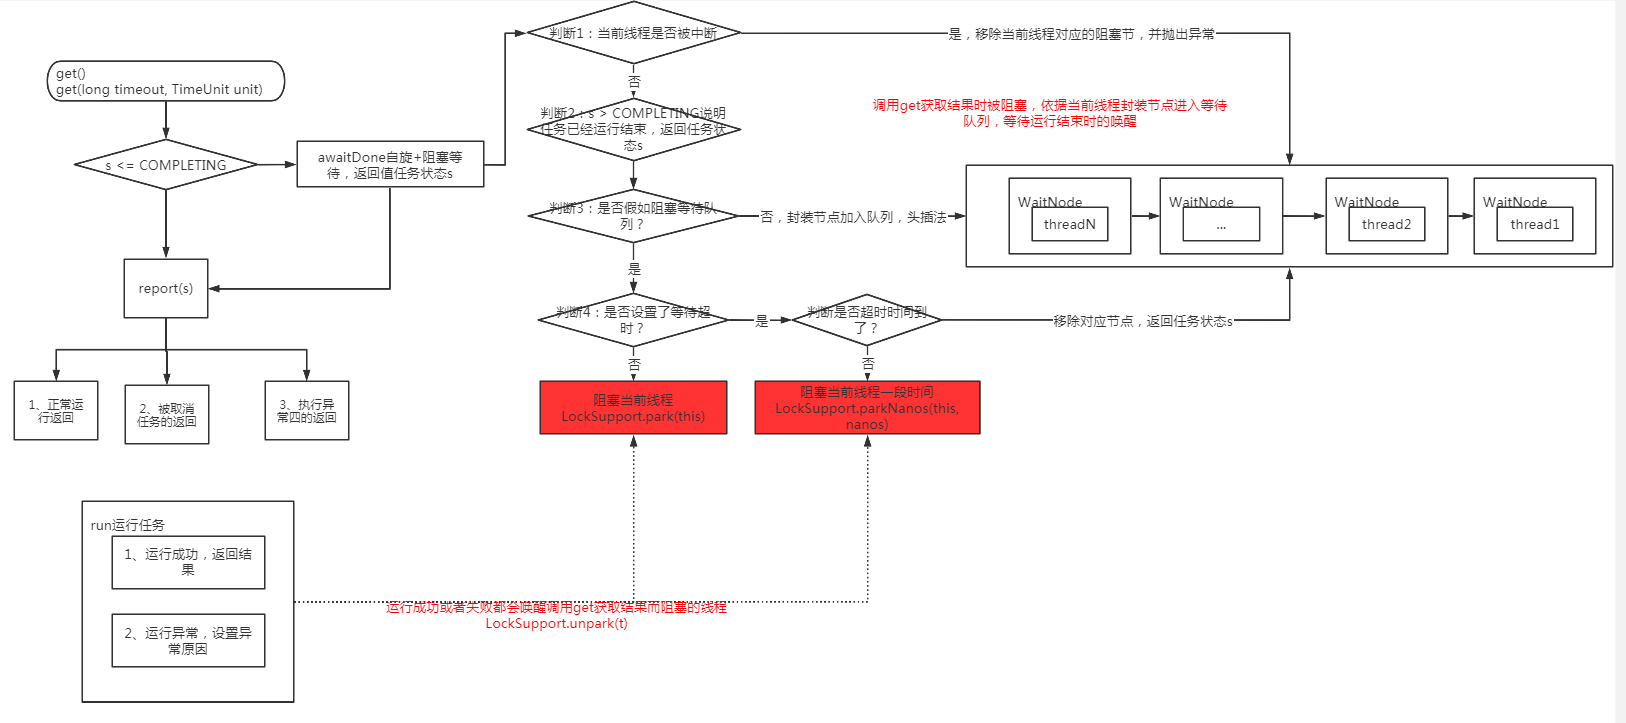 get()
get(long timeout, TimeUnit unit)
s <= COMPLETING
awaitDone自旋+阻塞等
待，返回值任务状态s
report(s)
1、正常运
行返回
2、被取消
任务的返回
3、执行异
常四的返回
判断1：当前线程是否被中断
是，移除当前线程对应的阻塞节，并抛出异常
否
判断2：s > COMPLETING说明
任务已经运行结束，返回任务状
态s
调用get获取结果时被阻塞，依据当前线程封装节点进入等待
队列，等待运行结束时的唤醒
判断3：是否假如阻塞等待队
列？
否，封装节点加入队列，头插法
WaitNode
threadN
WaitNode
...
WaitNode
thread2
WaitNode
thread1
是
判断4：是否设置了等待超
时？
是
判断是否超时时间到
了？
移除对应节点，返回任务状态s
否
否
阻塞当前线程
LockSupport.park(this)
阻塞当前线程一段时间
LockSupport.parkNanos(this,
nanos)
run运行任务
1、运行成功，返回结
果
2、运行异常，设置异
常原因
运行成功或者失败都会唤醒调用get获取结果而阻塞的线程
LockSupport.unpark(t)